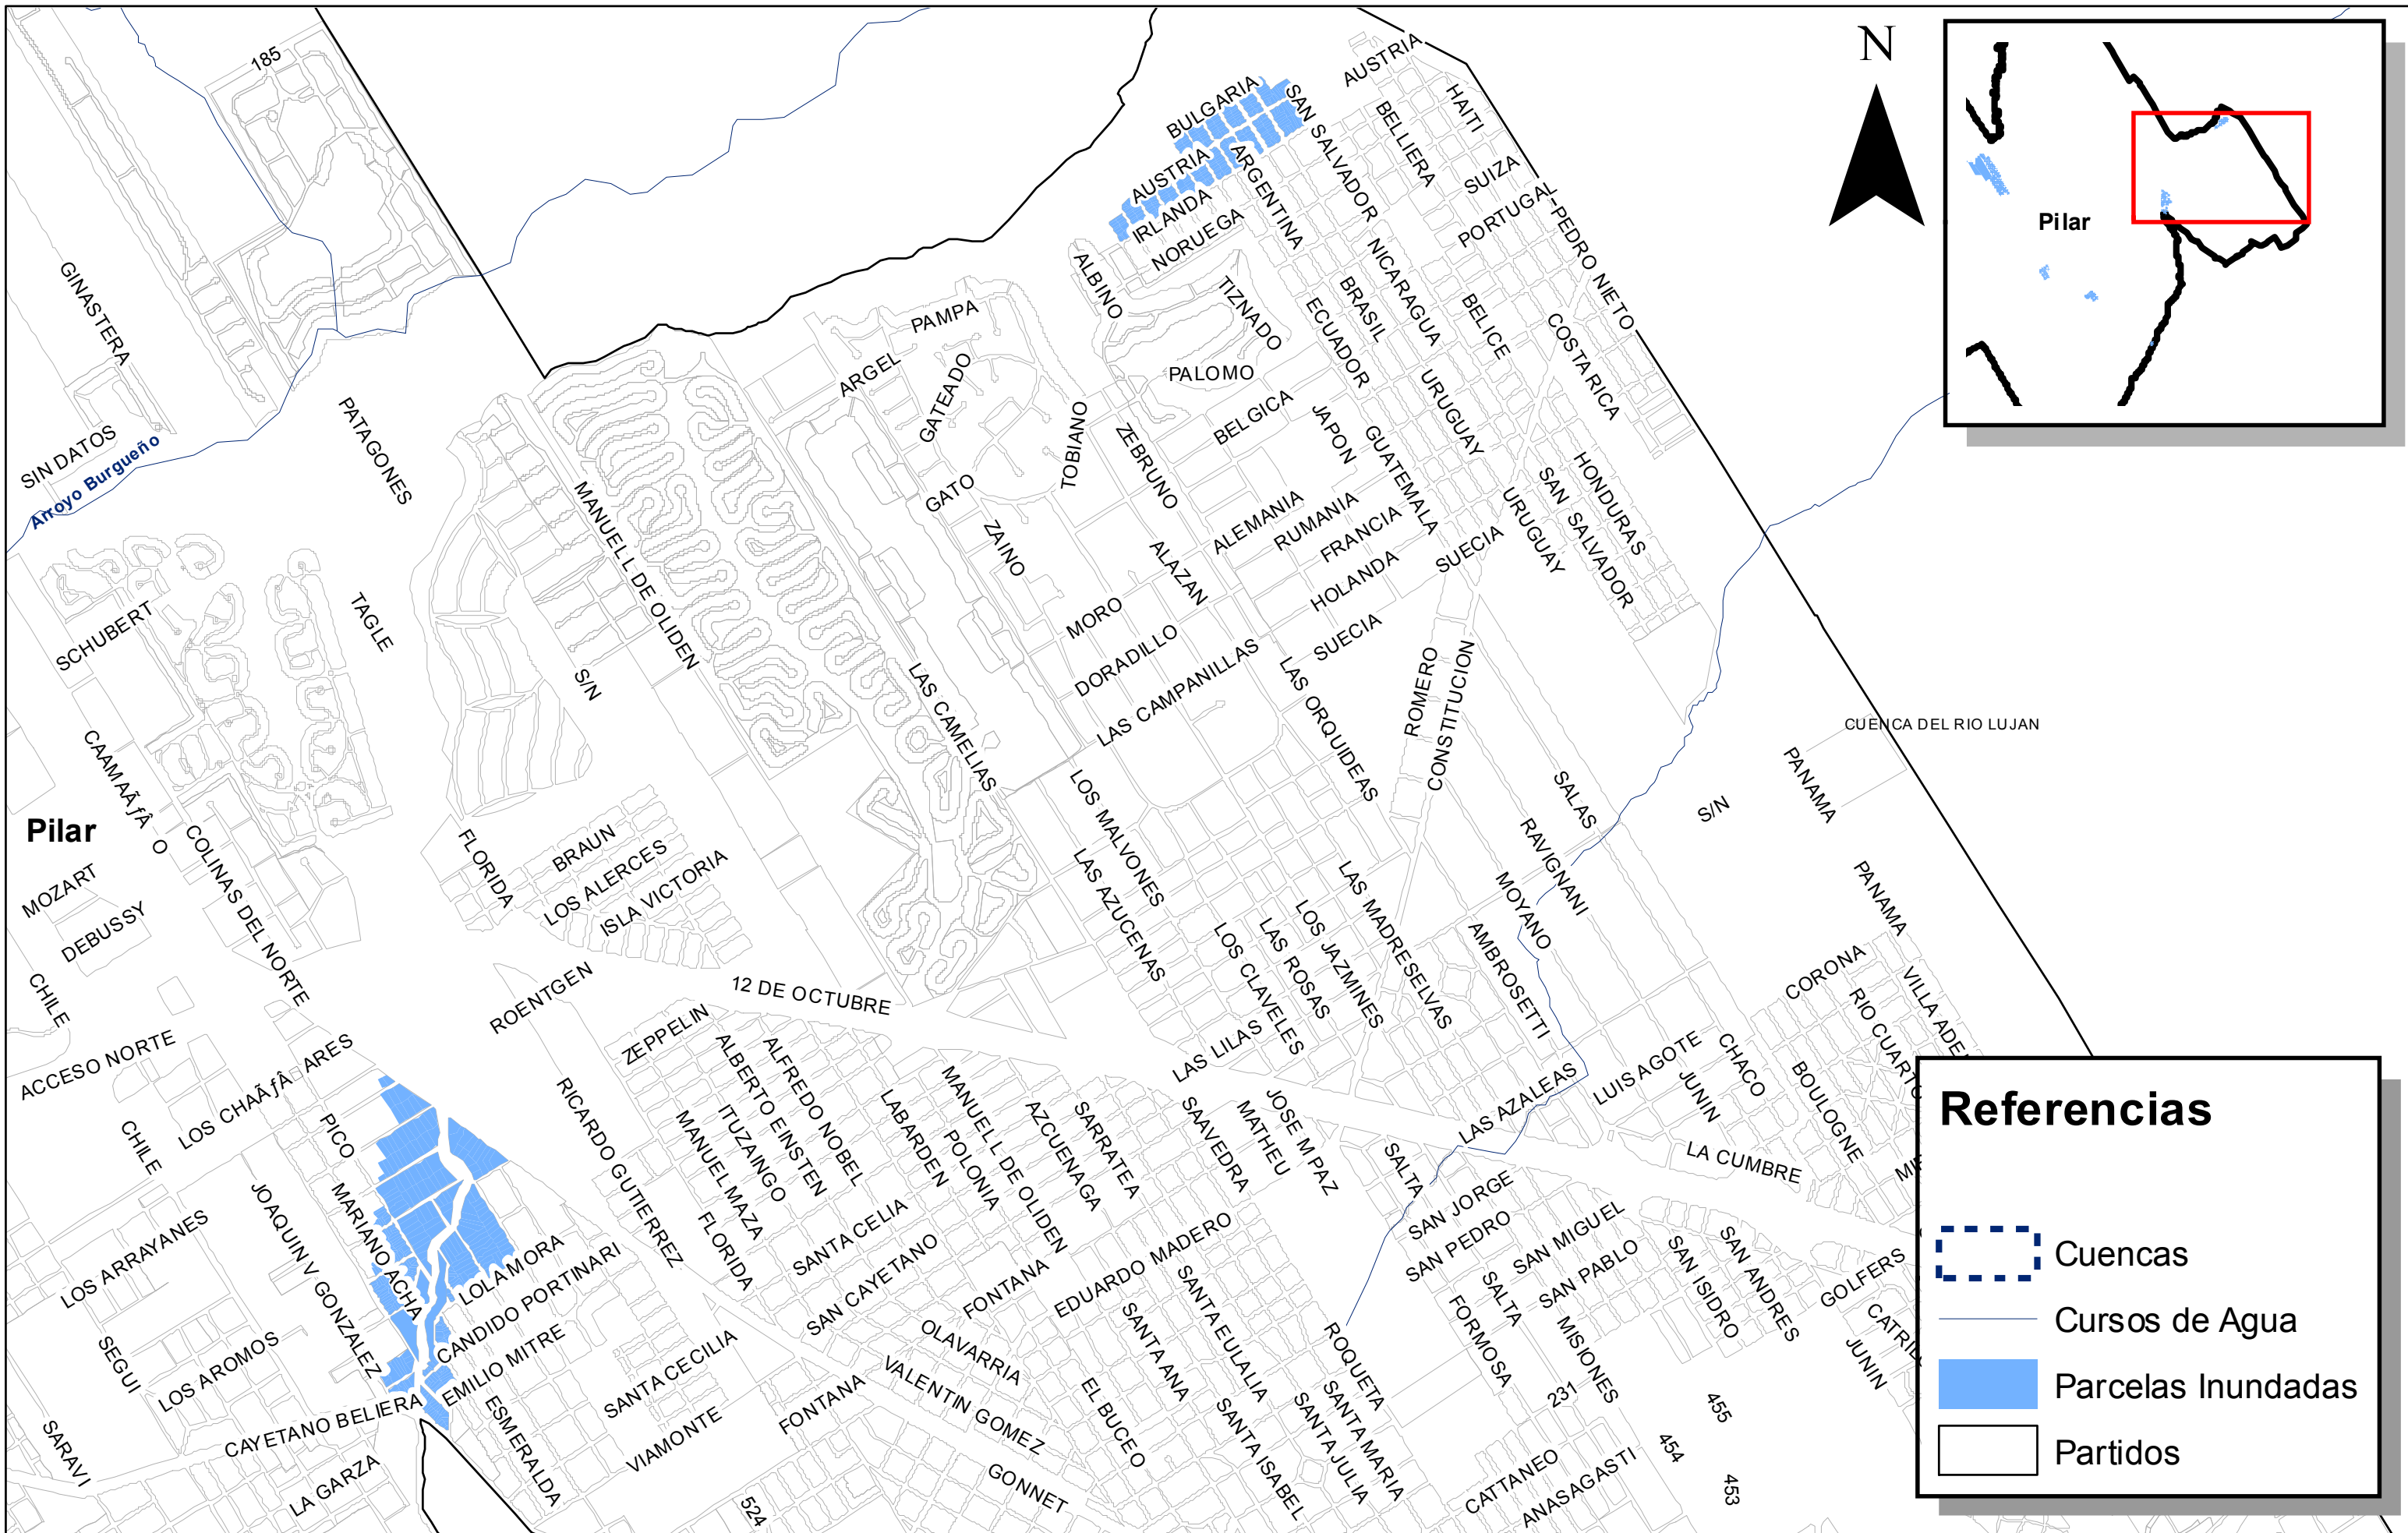 185
AUSTRIA
N
BULGARIA
SAN SALVADOR
HAITI
BELLIERA
AUSTRIA
ARGENTINA
SUIZA
IRLANDA
NORUEGA
PORTUGAL
PEDRO NIETO
Pilar
GINASTERA
ALBINO
TIZNADO
NICARAGUA
BRASIL
ECUADOR
BELICE
COSTA RICA
PAMPA
ARGEL
GATEADO
PALOMO
URUGUAY
BELGICA
JAPON
GUATEMALA
TOBIANO
ZEBRUNO
SIN DATOS
Arroyo Burgueño
PATAGONES
MANUEL L DE OLIDEN
GATO
ZAINO
ALEMANIA
RUMANIA
FRANCIA
HOLANDA
SUECIA
URUGUAY
SAN SALVADOR
HONDURAS
ALAZAN
MORO
DORADILLO
LAS CAMPANILLAS
SUECIA
SCHUBERT
TAGLE
S/N
LAS CAMELIAS
LAS ORQUIDEAS
ROMERO
CONSTITUCION
CUENCA DEL RIO LUJAN
PANAMA
S/N
SALAS
CAAMAÃƒÂ O
Pilar
COLINAS DEL NORTE
MOZART
DEBUSSY
FLORIDA
BRAUN
LOS ALERCES
ISLA VICTORIA
LOS MALVONES
LAS AZUCENAS
RAVIGNANI
MOYANO
LAS MADRESELVAS
LOS JAZMINES
LAS ROSAS
LOS CLAVELES
AMBROSETTI
PANAMA
CORONA
VILLA ADE
RIO CUARTO
CHILE
ACCESO NORTE
ROENTGEN
12 DE OCTUBRE
ZEPPELIN
LAS LILAS
LUIS AGOTE
CHACO
JUNIN
BOULOGNE
LOS CHAÃƒÂ ARES
CHILE
PICO
RICARDO GUTIERREZ
ALBERTO EINSTEN
ALFREDO NOBEL
ITUZAINGO
MANUEL MAZA
LABARDEN
MANUEL L DE OLIDEN
POLONIA
AZCUENAGA
SARRATEA
SAAVEDRA
MATHEU
JOSE M PAZ
LAS AZALEAS
SALTA
LA CUMBRE
MARIANO ACHA
JOAQUIN V GONZALEZ
LOS ARRAYANES
FLORIDA
SANTA CELIA
SAN CAYETANO
FONTANA
EDUARDO MADERO
SAN JORGE
SAN PEDRO
SAN MIGUEL
SAN PABLO
SAN ISIDRO
SAN ANDRES
GOLFERS
LOLA MORA
CANDIDO PORTINARI
EMILIO MITRE
SEGUI
LOS AROMOS
CAYETANO BELIERA
SARAVI
LA GARZA
ESMERALDA
SANTA CECILIA
VIAMONTE
FONTANA
OLAVARRIA
VALENTIN GOMEZ
EL BUCEO
GONNET
524
SANTA ANA
SANTA EULALIA
SANTA ISABEL
SANTA JULIA
SANTA MARIA
ROQUETA
FORMOSA
SALTA
MISIONES
231
CATTANEO
ANASAGASTI
455
454
453
JUNIN
Referencias
Cuencas
Cursos de Agua
Parcelas Inundadas
Partidos